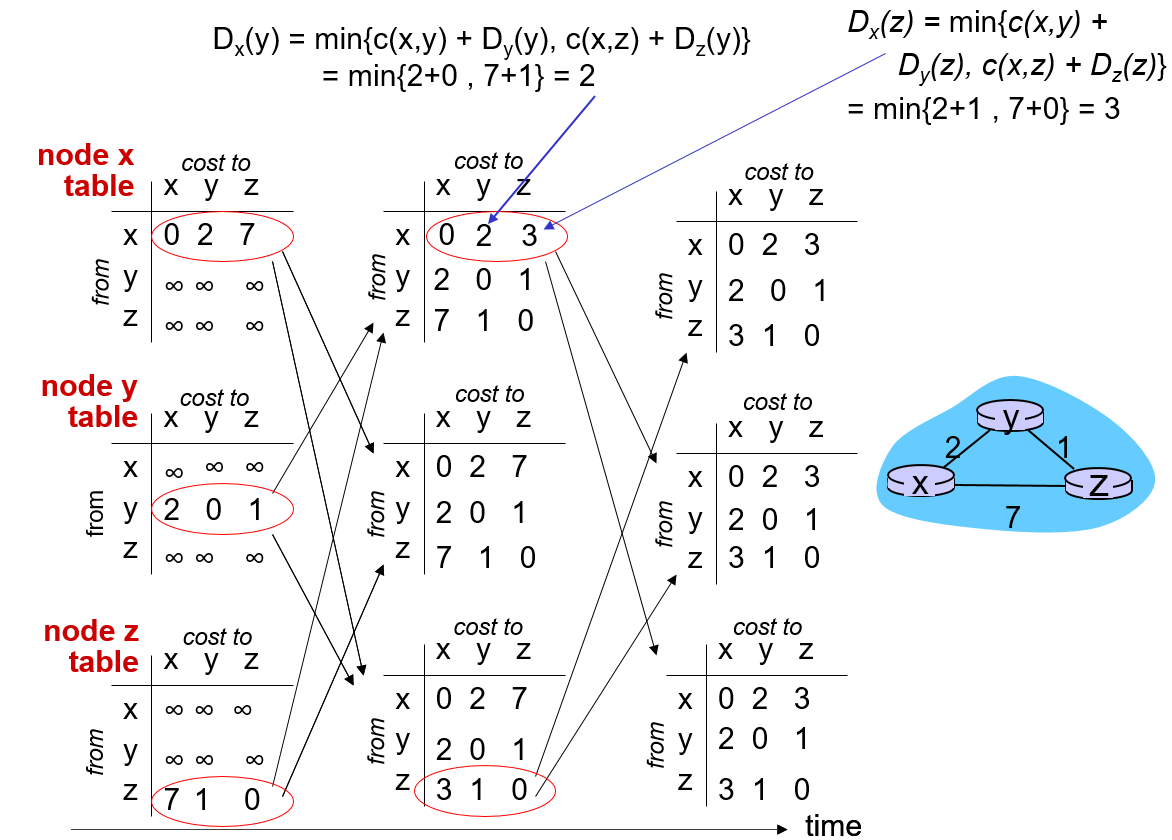 D_x(y) = min{c(x,y) + D_y(y), c(x,z) + D_z(y)}
= min{2+0 , 7+1} = 2
D_x(z) = min{c(x,y) +
D_y(z), c(x,z) + D_z(z)}
= min{2+1 , 7+0} = 3
node x
table
cost to
x y z
from
x 0 2 7
y ∞ ∞ ∞
z ∞ ∞ ∞
cost to
x y z
from
x 0 2 3
y 2 0 1
z 7 1 0
cost to
x y z
from
x 0 2 3
y 2 0 1
z 3 1 0
node y
table
cost to
x y z
from
x ∞ ∞ ∞
y 2 0 1
z ∞ ∞ ∞
cost to
x y z
from
x 0 2 7
y 2 0 1
z 7 1 0
cost to
x y z
from
x 0 2 3
y 2 0 1
z 3 1 0
y
2 1
x z
7
node z
table
cost to
x y z
from
x ∞ ∞ ∞
y ∞ ∞ ∞
z 7 1 0
cost to
x y z
from
x 0 2 7
y 2 0 1
z 3 1 0
cost to
x y z
from
x 0 2 3
y 2 0 1
z 3 1 0
time